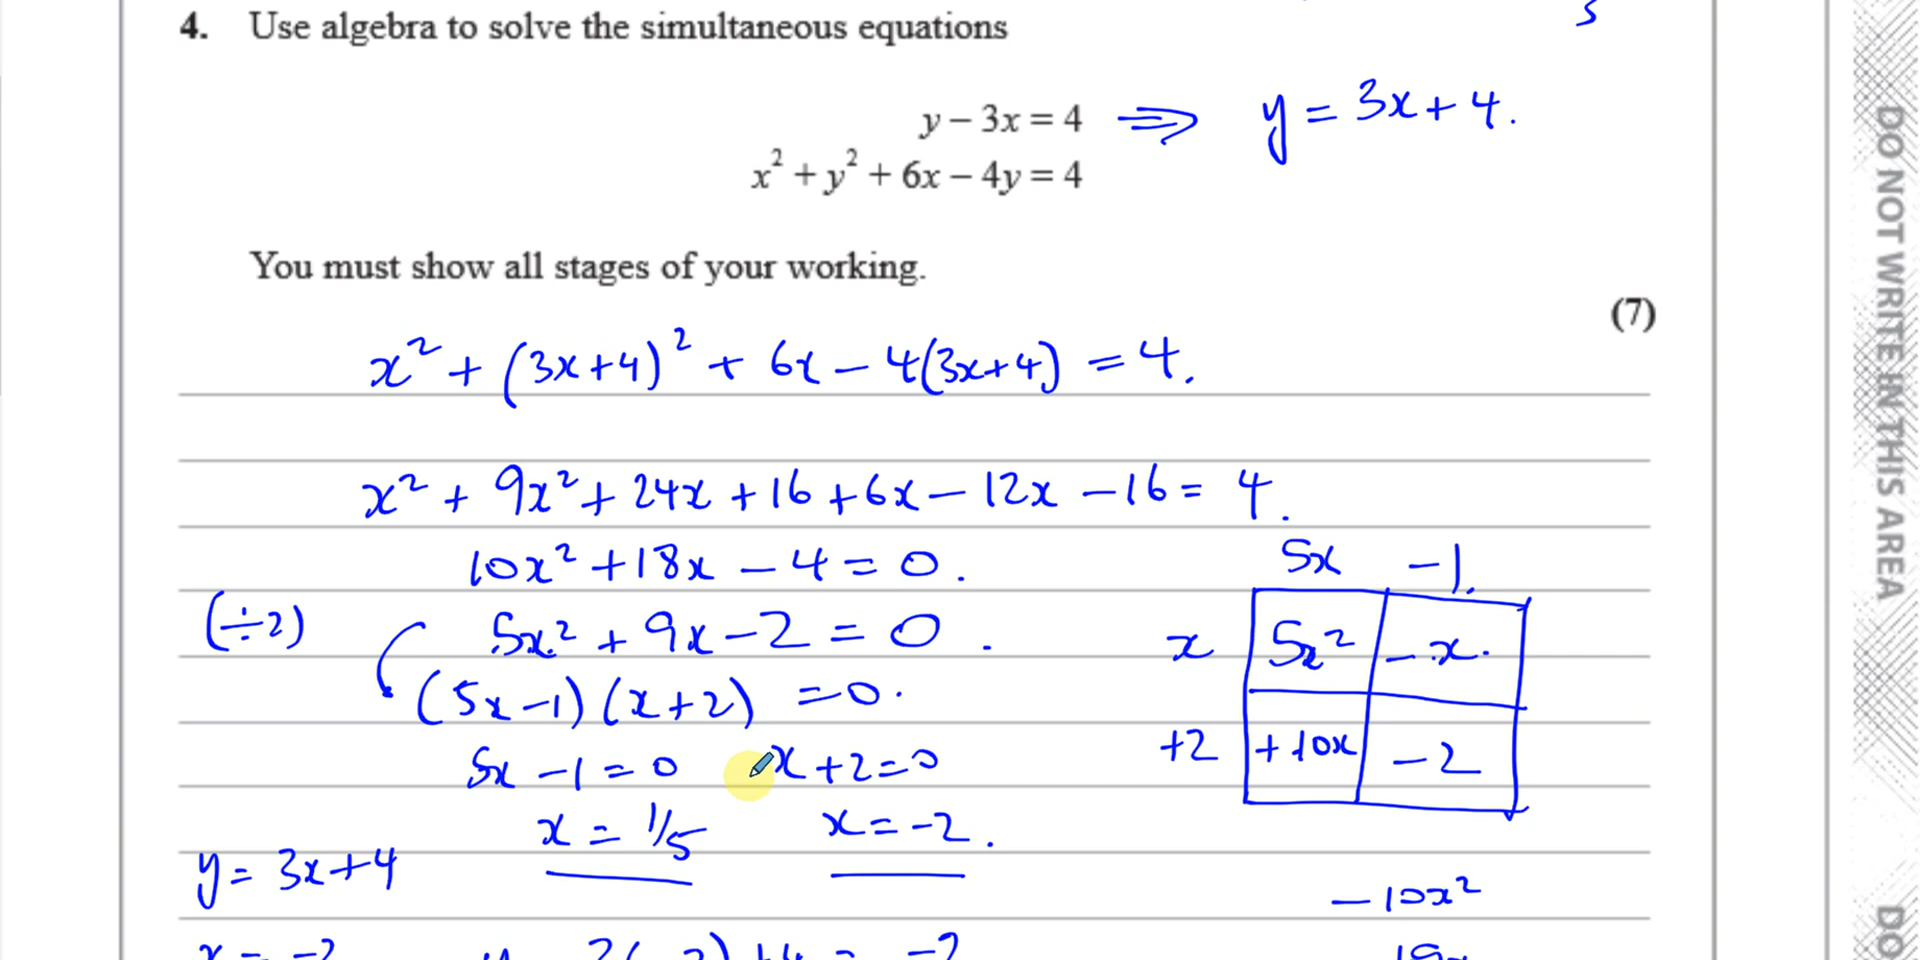 4. Use algebra to solve the simultaneous equations
y – 3x = 4 ⇒ y = 3x + 4.
x² + y² + 6x – 4y = 4
You must show all stages of your working.
(7)
x² + (3x+4)² + 6x – 4(3x+4) = 4.
x² + 9x² + 24x + 16 + 6x – 12x – 16 = 4.
10x² + 18x – 4 = 0.
(÷2) 5x² + 9x – 2 = 0.
(5x – 1)(x + 2) = 0.
5x – 1 = 0 x + 2 = 0
x = 1/5 x = –2.
y = 3x + 4
5x –1.
x 5x² –x.
+2 +10x –2
–10x²
DO NOT WRITE IN THIS AREA
DO